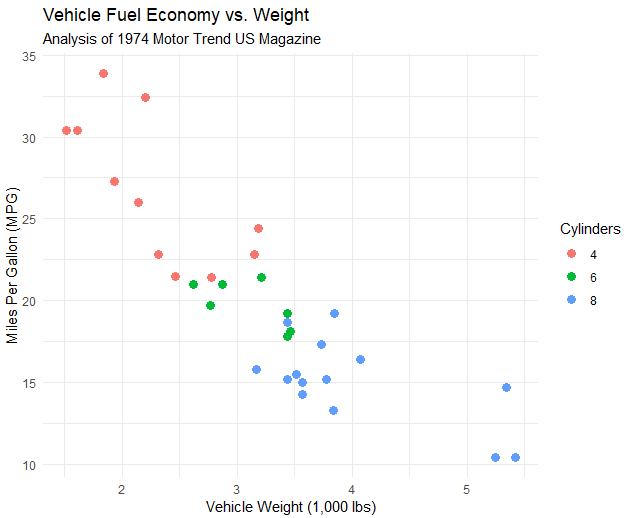 Vehicle Fuel Economy vs. Weight
Analysis of 1974 Motor Trend US Magazine
Miles Per Gallon (MPG)
35
30
25
20
15
10
2
3
4
5
Vehicle Weight (1,000 lbs)
Cylinders
4
6
8